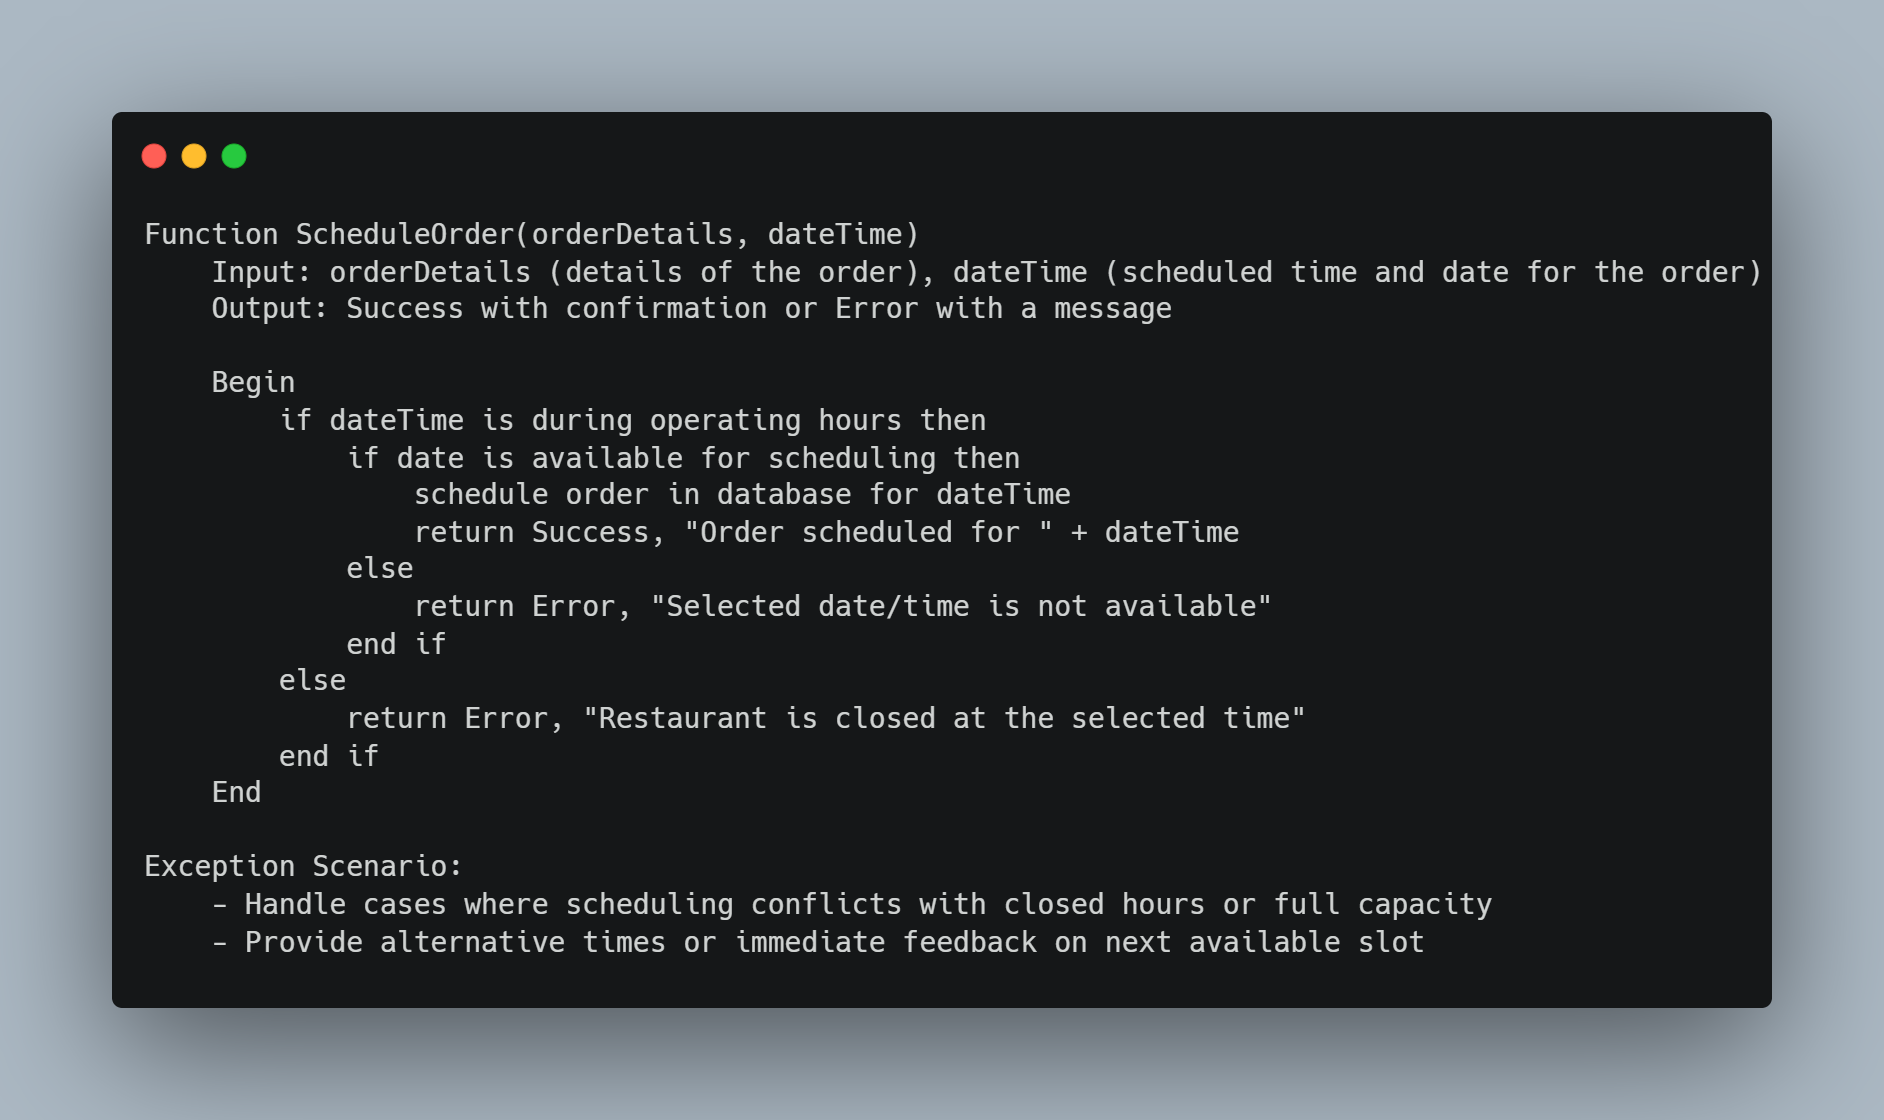 Function ScheduleOrder(orderDetails, dateTime)
    Input: orderDetails (details of the order), dateTime (scheduled time and date for the order)
    Output: Success with confirmation or Error with a message

    Begin
        if dateTime is during operating hours then
            if date is available for scheduling then
                schedule order in database for dateTime
                return Success, "Order scheduled for " + dateTime
            else
                return Error, "Selected date/time is not available"
            end if
        else
            return Error, "Restaurant is closed at the selected time"
        end if
    End

Exception Scenario:
    - Handle cases where scheduling conflicts with closed hours or full capacity
    - Provide alternative times or immediate feedback on next available slot